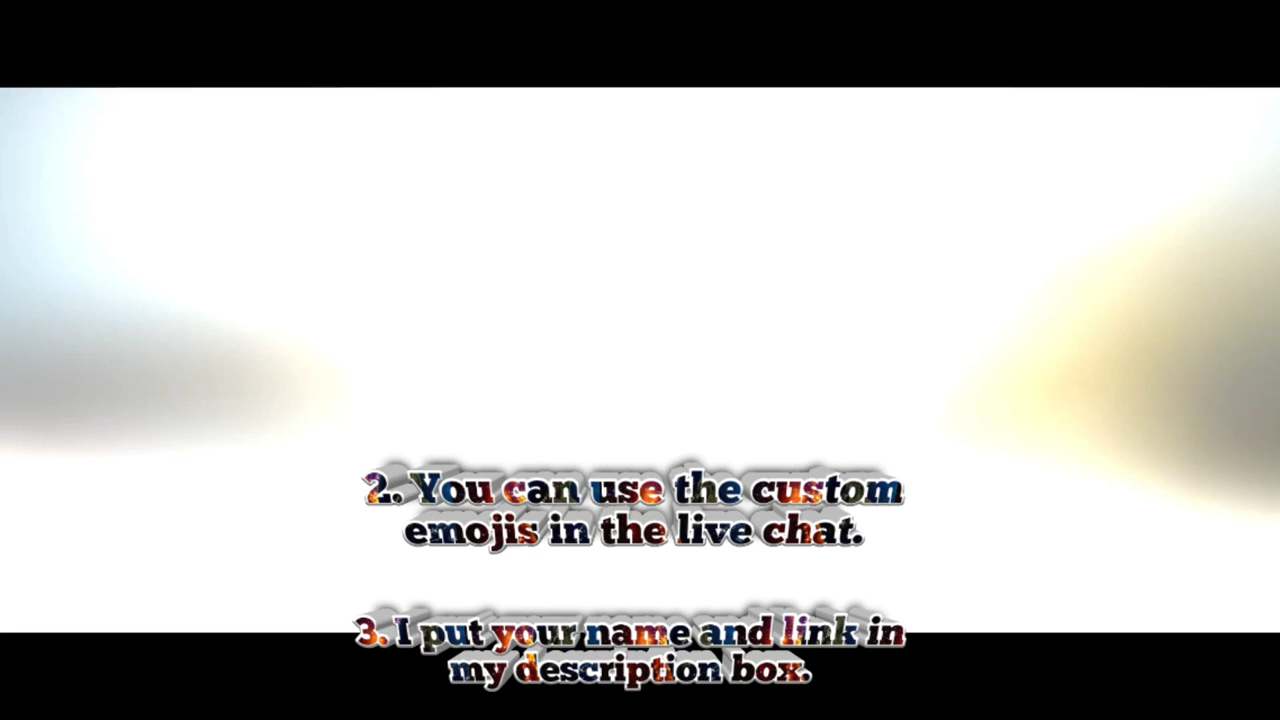 2. You can use the custom
emojis in the live chat.
3. I put your name and link in
my description box.